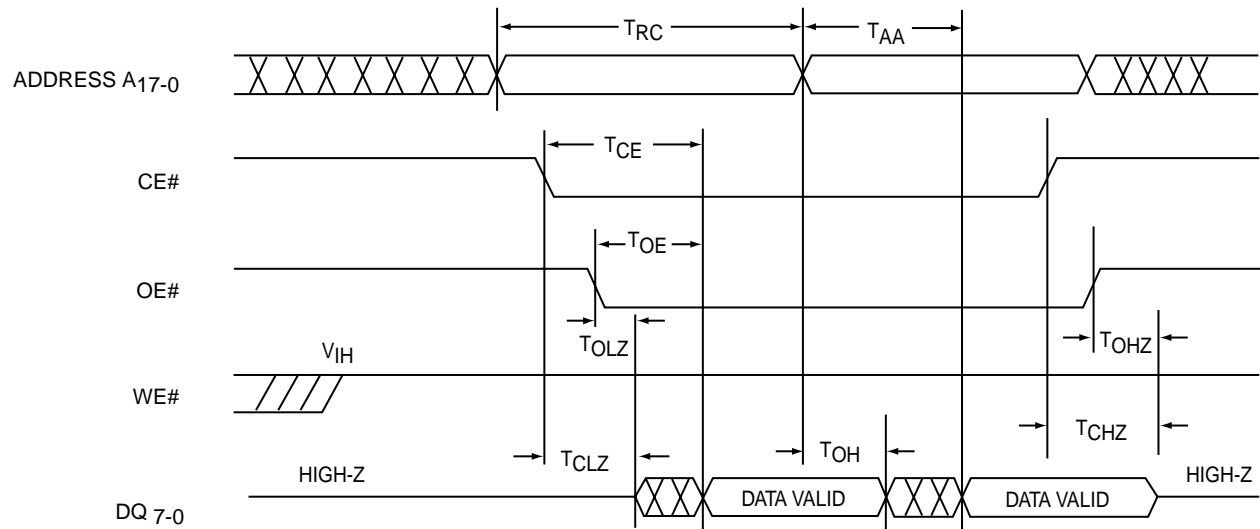 TRC
TAA
ADDRESS A17-0
TCE
CE#
TOE
OE#
TOLZ
TOHZ
VIH
WE#
TCLZ
TOH
TCHZ
HIGH-Z
HIGH-Z
DATA VALID
DATA VALID
DQ 7-0